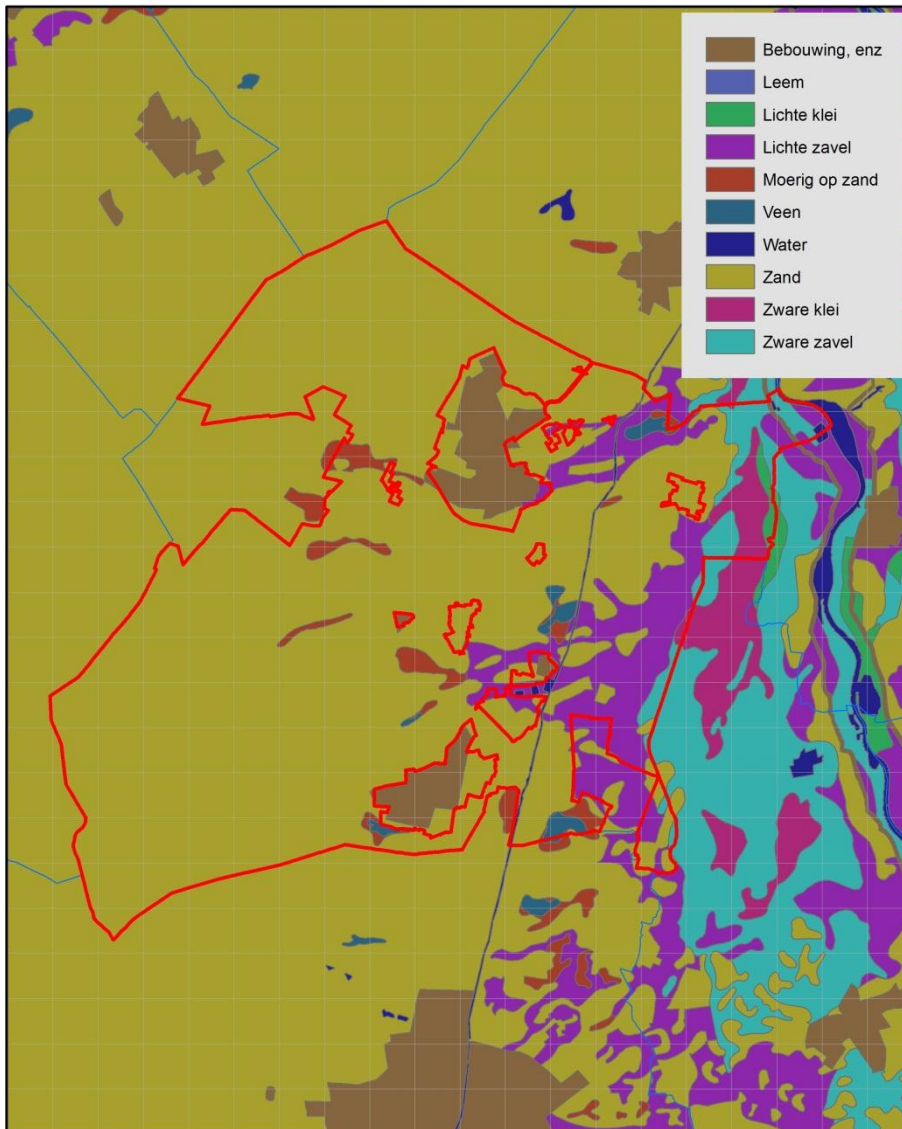 Bebouwing, enz
Leem
Lichte klei
Lichte zavel
Moerig op zand
Veen
Water
Zand
Zware klei
Zware zavel